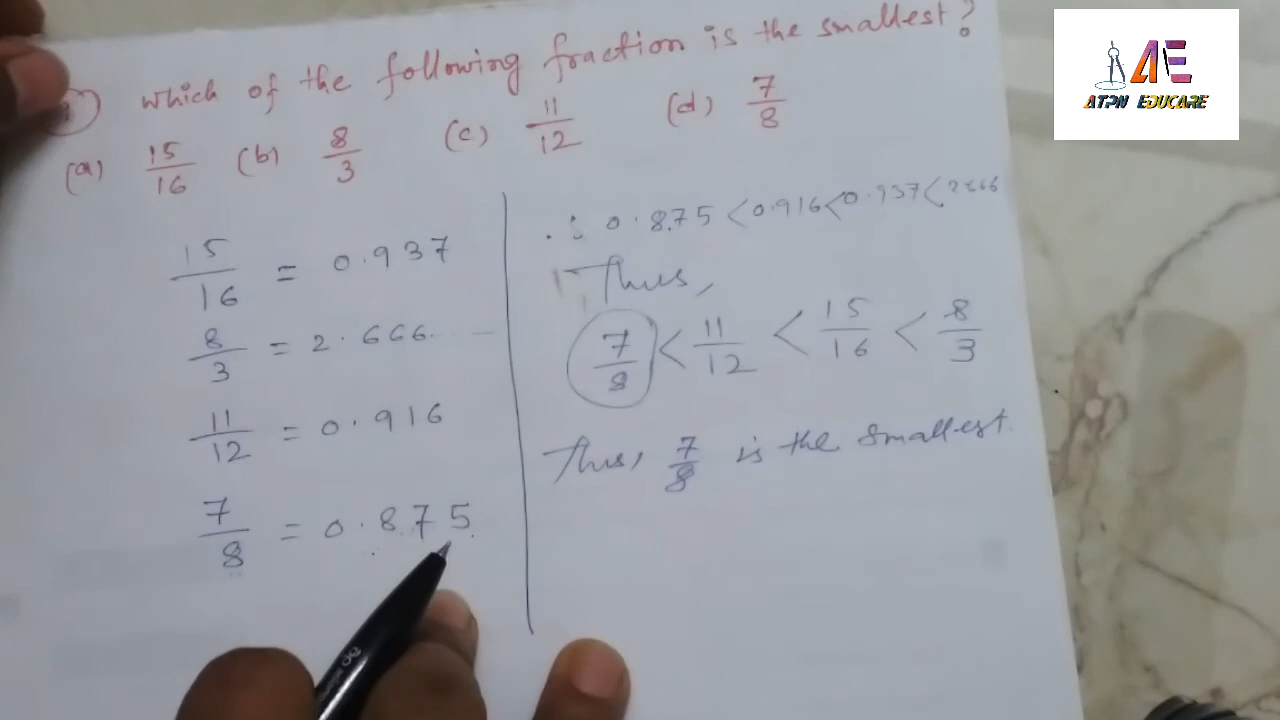 which of the following fraction is the smallest?
(a) 15/16 (b) 8/3 (c) 11/12 (d) 7/8
15/16 = 0.937
8/3 = 2.666.
11/12 = 0.916
7/8 = 0.875
∴ 0.875 < 0.916 < 0.937 < 2.666
Thus,
7/8 < 11/12 < 15/16 < 8/3
Thus, 7/8 is the smallest.
AE
ATPN EDUCARE